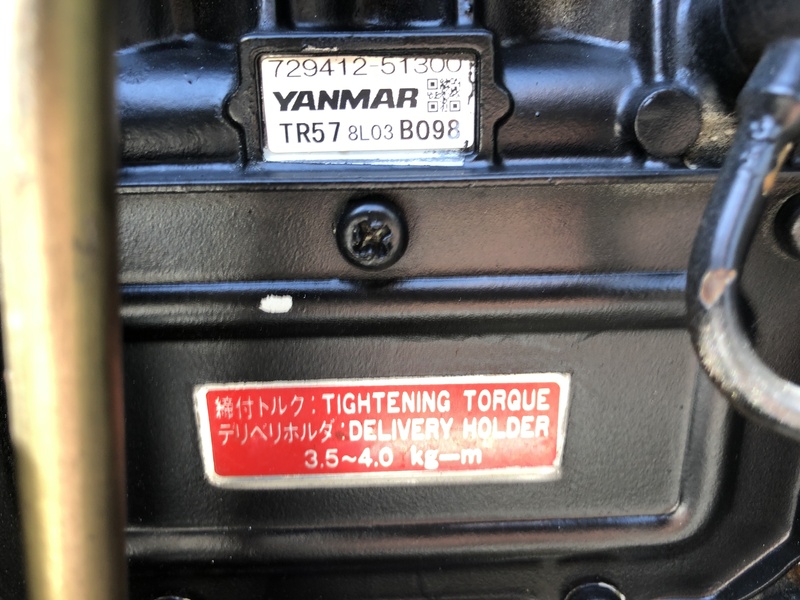 729412-51300
YANMAR
TR57 8L03 B098
締付トルク: TIGHTENING TORQUE
デリベリホルダ: DELIVERY HOLDER
3.5~4.0 kg-m